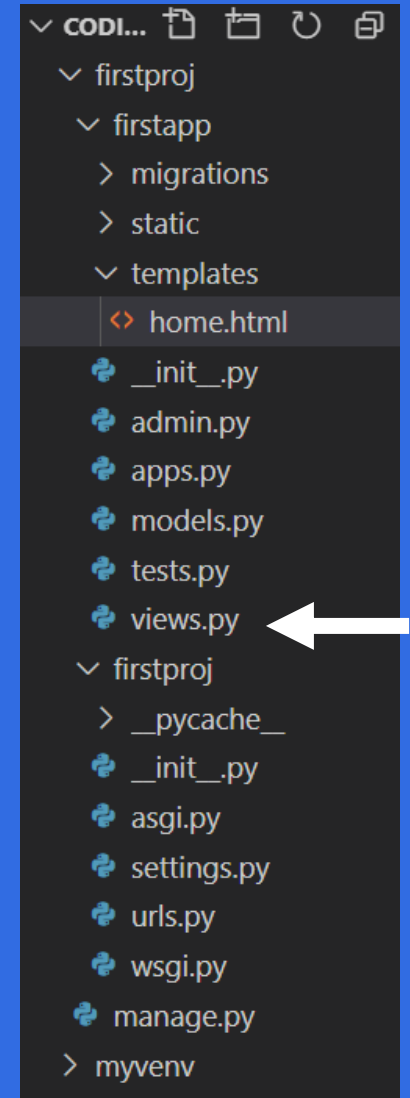 CODI...
firstproj
firstapp
migrations
static
templates
home.html
__init__.py
admin.py
apps.py
models.py
tests.py
views.py
firstproj
__pycache__
__init__.py
asgi.py
settings.py
urls.py
wsgi.py
manage.py
myvenv